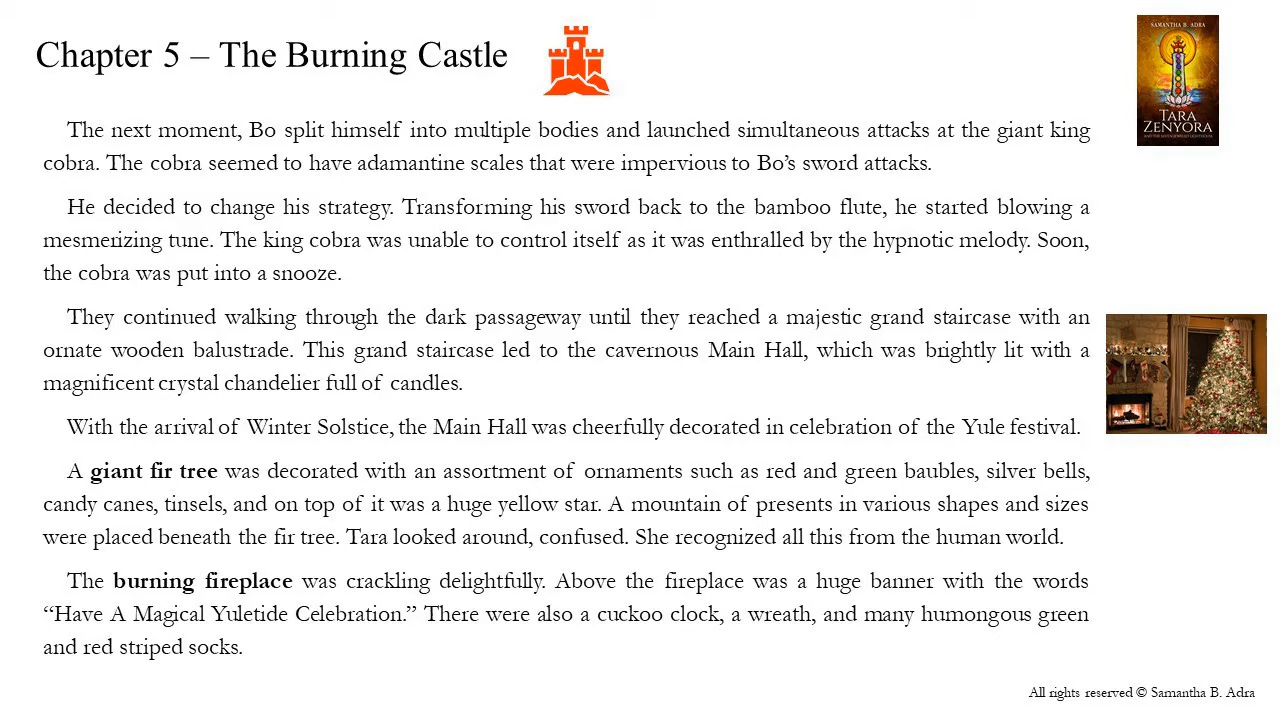 Chapter 5 – The Burning Castle
SAMANTHA B. ADRA
TARA
ZENYORA
The next moment, Bo split himself into multiple bodies and launched simultaneous attacks at the giant king
cobra. The cobra seemed to have adamantine scales that were impervious to Bo’s sword attacks.
He decided to change his strategy. Transforming his sword back to the bamboo flute, he started blowing a
mesmerizing tune. The king cobra was unable to control itself as it was enthralled by the hypnotic melody. Soon,
the cobra was put into a snooze.
They continued walking through the dark passageway until they reached a majestic grand staircase with an
ornate wooden balustrade. This grand staircase led to the cavernous Main Hall, which was brightly lit with a
magnificent crystal chandelier full of candles.
With the arrival of Winter Solstice, the Main Hall was cheerfully decorated in celebration of the Yule festival.
A giant fir tree was decorated with an assortment of ornaments such as red and green baubles, silver bells,
candy canes, tinsels, and on top of it was a huge yellow star. A mountain of presents in various shapes and sizes
were placed beneath the fir tree. Tara looked around, confused. She recognized all this from the human world.
The burning fireplace was crackling delightfully. Above the fireplace was a huge banner with the words
“Have A Magical Yuletide Celebration.” There were also a cuckoo clock, a wreath, and many humongous green
and red striped socks.
All rights reserved © Samantha B. Adra